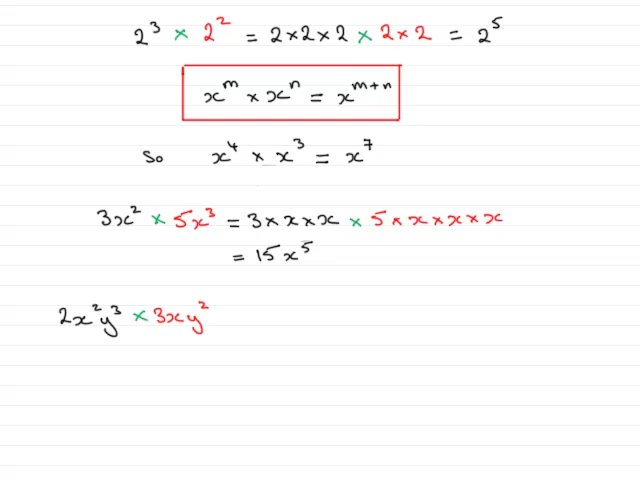 2³ × 2² = 2 × 2 × 2 × 2 × 2 = 2⁵
xᵐ × xⁿ = xᵐ⁺ⁿ
So x⁴ × x³ = x⁷
3x² × 5x³ = 3 × x × x × 5 × x × x × x
= 15x⁵
2x²y³ × 3xy²